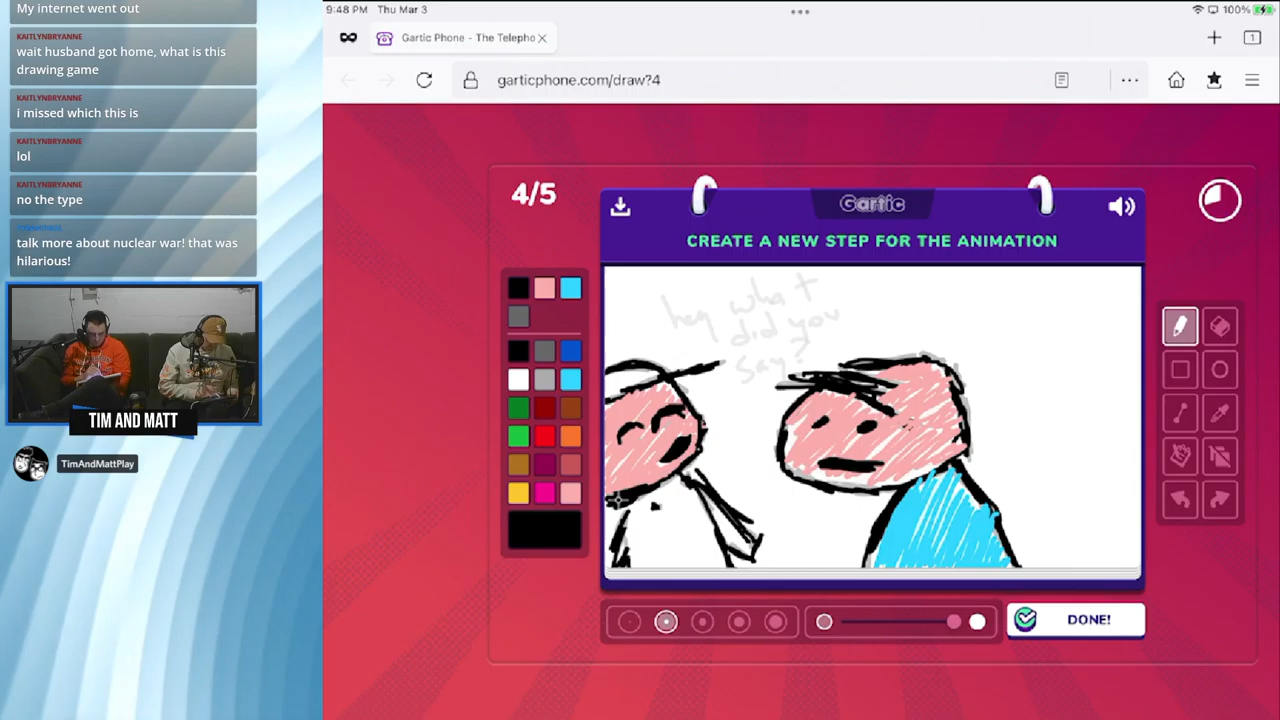 My internet went out
KAITLYNBRYANNE
wait husband got home, what is this
drawing game
KAITLYNBRYANNE
i missed which this is
KAITLYNBRYANNE
lol
KAITLYNBRYANNE
no the type
talk more about nuclear war! that was
hilarious!
TIM AND MATT
TimAndMattPlay
9:48 PM Thu Mar 3
100%
Gartic Phone - The Telepho
1
garticphone.com/draw?4
4/5
Gartic
CREATE A NEW STEP FOR THE ANIMATION
hey what
did you
say?
DONE!